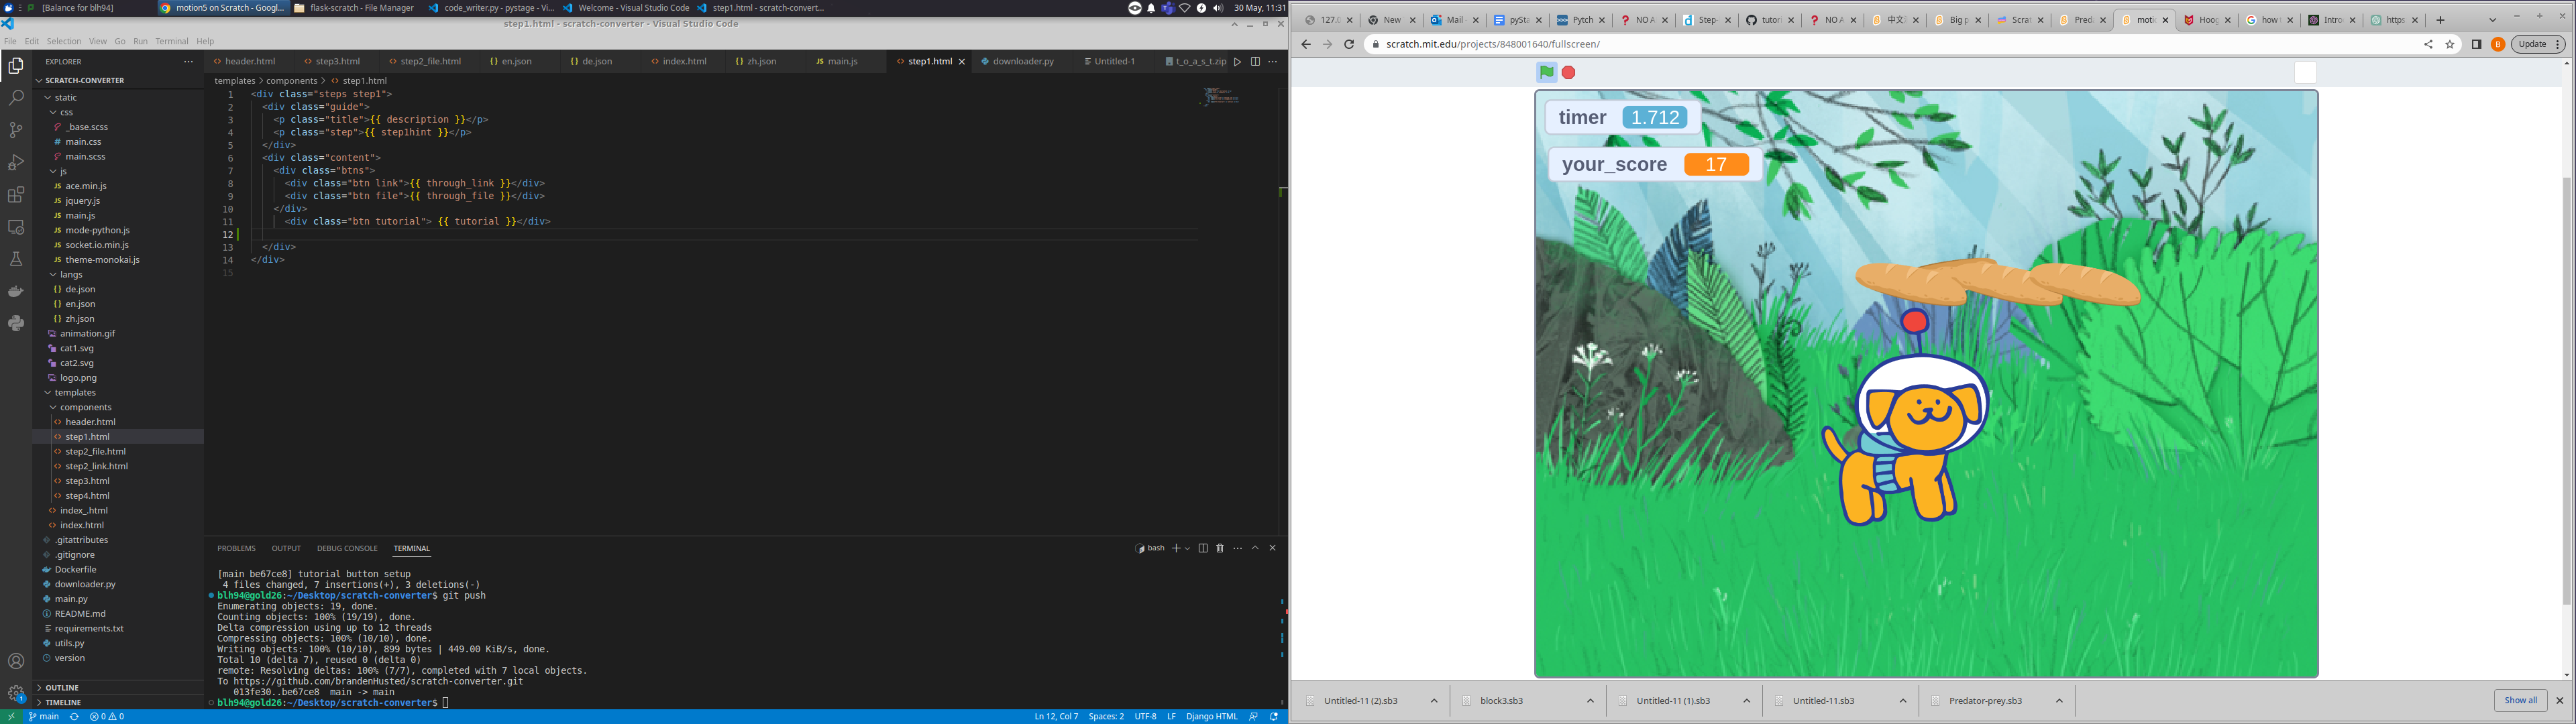 [Balance for blh94]
motion5 on Scratch - Googl...
flask-scratch - File Manager
code_writer.py - pystage - Vi...
Welcome - Visual Studio Code
step1.html - scratch-convert...
30 May, 11:31
step1.html - scratch-converter - Visual Studio Code
File Edit Selection View Go Run Terminal Help
EXPLORER
SCRATCH-CONVERTER
static
css
_base.scss
# main.css
main.scss
js
JS ace.min.js
JS jquery.js
JS main.js
JS mode-python.js
JS socket.io.min.js
JS theme-monokai.js
langs
{} de.json
{} en.json
{} zh.json
animation.gif
cat1.svg
cat2.svg
logo.png
templates
components
<> header.html
<> step1.html
<> step2_file.html
<> step2_link.html
<> step3.html
<> step4.html
<> index_.html
<> index.html
.gitattributes
.gitignore
Dockerfile
downloader.py
main.py
README.md
requirements.txt
utils.py
version
OUTLINE
TIMELINE
<> header.html
<> step3.html
<> step2_file.html
{} en.json
{} de.json
<> index.html
{} zh.json
JS main.js
<> step1.html
downloader.py
Untitled-1
t_o_a_s_t.zip
templates > components > <> step1.html
1 <div class="steps step1">
2 <div class="guide">
3 <p class="title">{{ description }}</p>
4 <p class="step">{{ step1hint }}</p>
5 </div>
6 <div class="content">
7 <div class="btns">
8 <div class="btn link">{{ through_link }}</div>
9 <div class="btn file">{{ through_file }}</div>
10 </div>
11 <div class="btn tutorial"> {{ tutorial }}</div>
12
13 </div>
14 </div>
15
PROBLEMS OUTPUT DEBUG CONSOLE TERMINAL
bash
[main be67ce8] tutorial button setup
4 files changed, 7 insertions(+), 3 deletions(-)
blh94@gold26:~/Desktop/scratch-converter$ git push
Enumerating objects: 19, done.
Counting objects: 100% (19/19), done.
Delta compression using up to 12 threads
Compressing objects: 100% (10/10), done.
Writing objects: 100% (10/10), 899 bytes | 449.00 KiB/s, done.
Total 10 (delta 7), reused 0 (delta 0)
remote: Resolving deltas: 100% (7/7), completed with 7 local objects.
To https://github.com/brandenHusted/scratch-converter.git
013fe30..be67ce8 main -> main
blh94@gold26:~/Desktop/scratch-converter$
main
0 0
Ln 12, Col 7 Spaces: 2 UTF-8 LF Django HTML
127.0
New
Mail
pySta
Pytch
NO A
Step-
tutori
NO A
中文
Big p
Scrat
Preda
motio
Hoog
how
Intro
https
scratch.mit.edu/projects/848001640/fullscreen/
B
Update
timer 1.712
your_score 17
Untitled-11 (2).sb3
block3.sb3
Untitled-11 (1).sb3
Untitled-11.sb3
Predator-prey.sb3
Show all